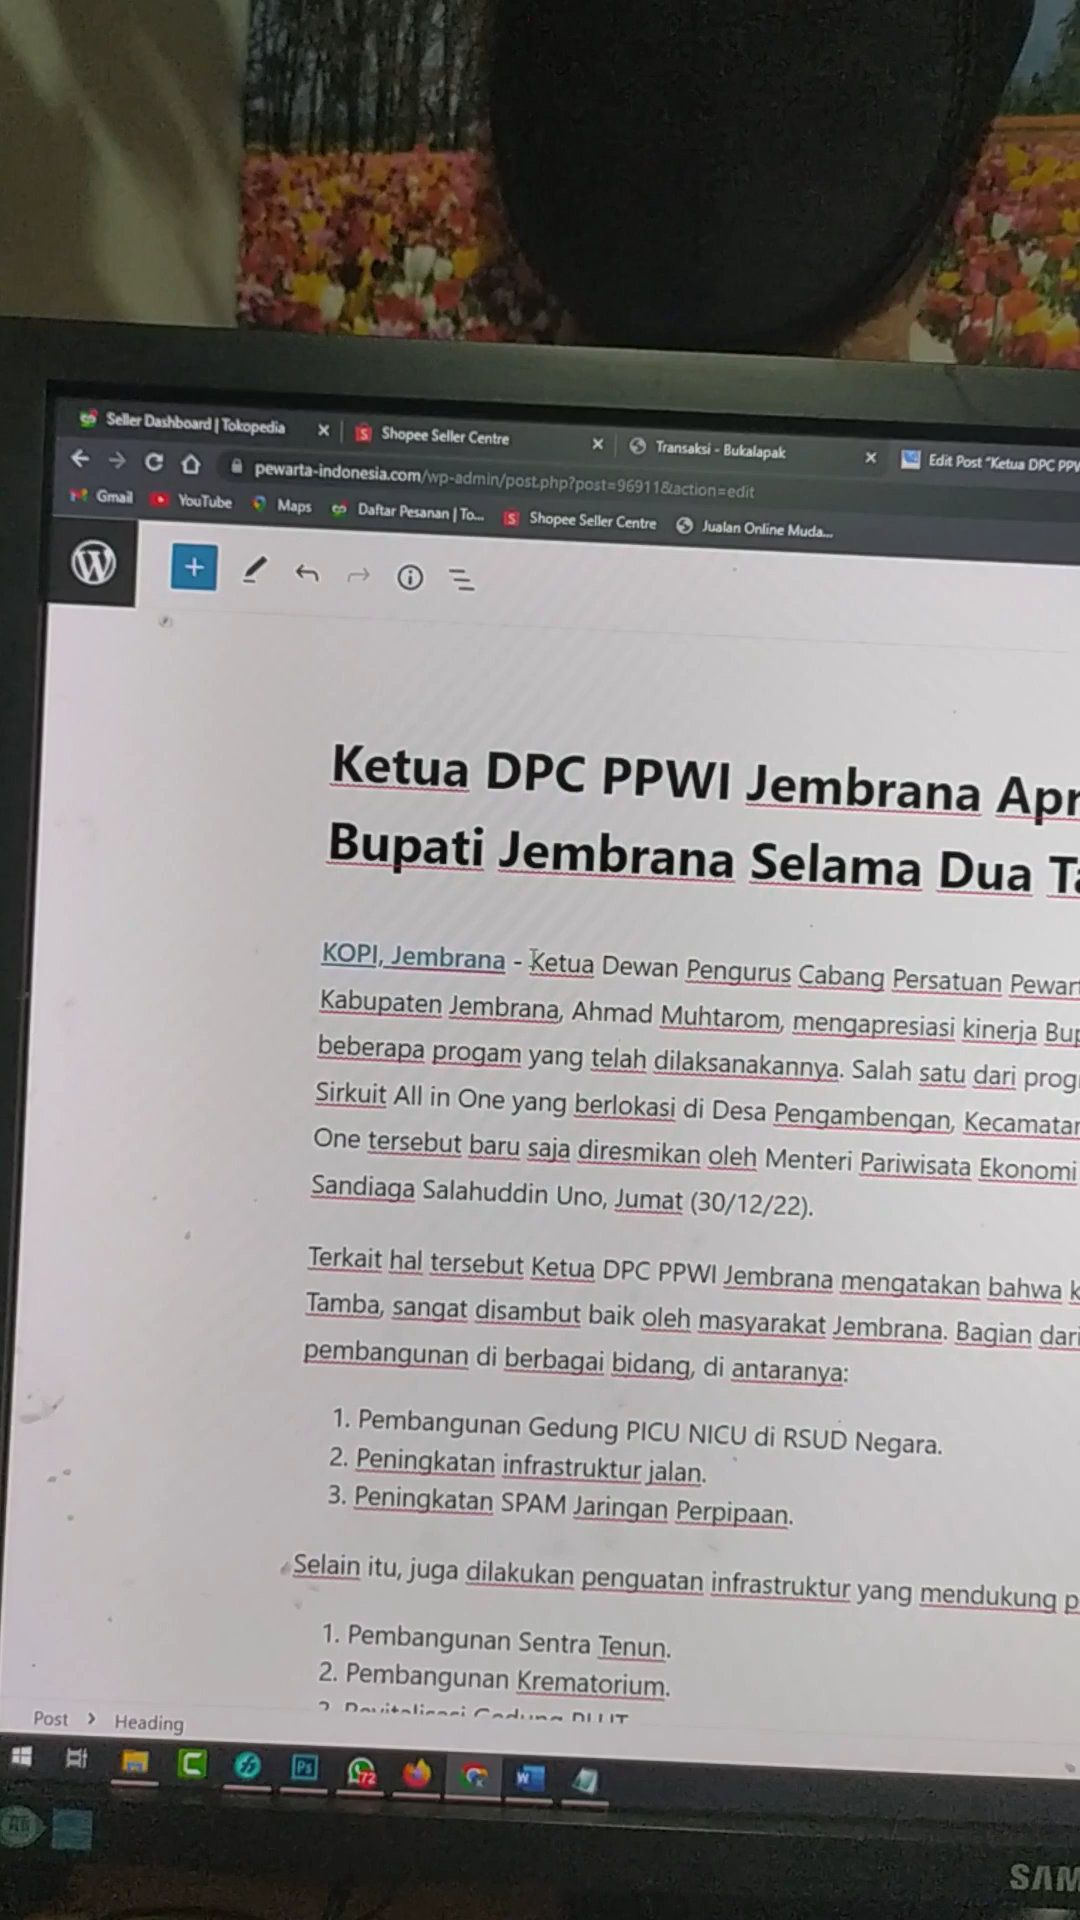 Seller Dashboard | Tokopedia
Shopee Seller Centre
Transaksi - Bukalapak
Edit Post "Ketua DPC
pewarta-indonesia.com/wp-admin/post.php?post=96911&action=edit
Gmail
YouTube
Maps
Daftar Pesanan | To...
Shopee Seller Centre
Jualan Online Muda...
Ketua DPC PPWI Jembrana Apr
Bupati Jembrana Selama Dua Ta
KOPI, Jembrana - Ketua Dewan Pengurus Cabang Persatuan Pewart
Kabupaten Jembrana, Ahmad Muhtarom, mengapresiasi kinerja Bup
beberapa progam yang telah dilaksanakannya. Salah satu dari prog
Sirkuit All in One yang berlokasi di Desa Pengambengan, Kecamatan
One tersebut baru saja diresmikan oleh Menteri Pariwisata Ekonomi
Sandiaga Salahuddin Uno, Jumat (30/12/22).
Terkait hal tersebut Ketua DPC PPWI Jembrana mengatakan bahwa k
Tamba, sangat disambut baik oleh masyarakat Jembrana. Bagian dari
pembangunan di berbagai bidang, di antaranya:
1. Pembangunan Gedung PICU NICU di RSUD Negara.
2. Peningkatan infrastruktur jalan.
3. Peningkatan SPAM Jaringan Perpipaan.
Selain itu, juga dilakukan penguatan infrastruktur yang mendukung p
1. Pembangunan Sentra Tenun.
2. Pembangunan Krematorium.
Post > Heading
Ps
72
W
SAM